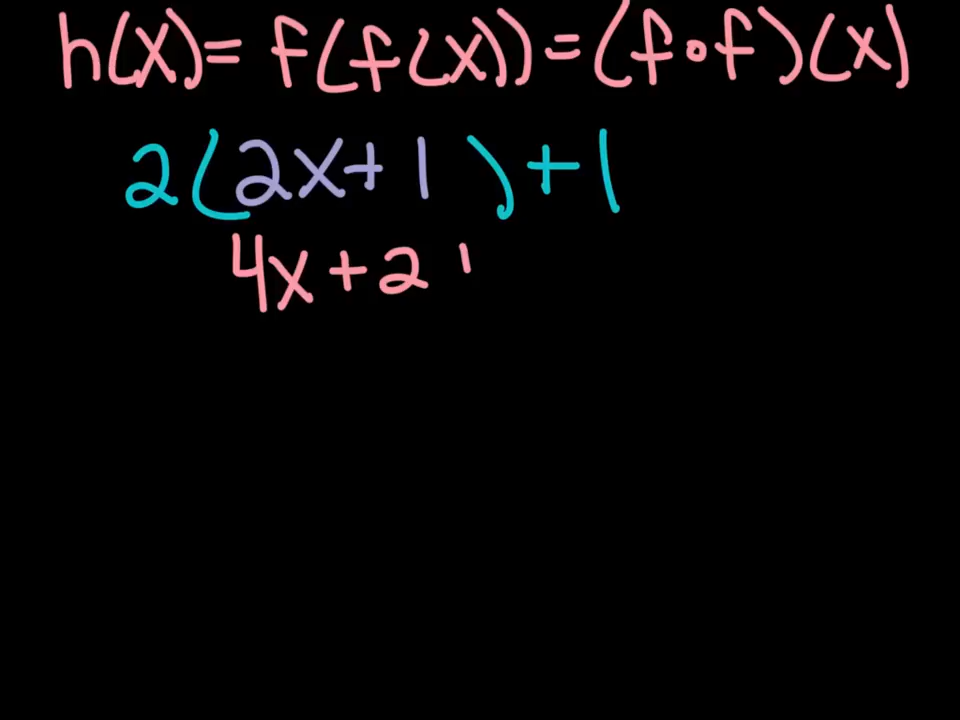 h(x)= f(f(x))=(f∘f)(x)
2(2x+1)+1
4x+2